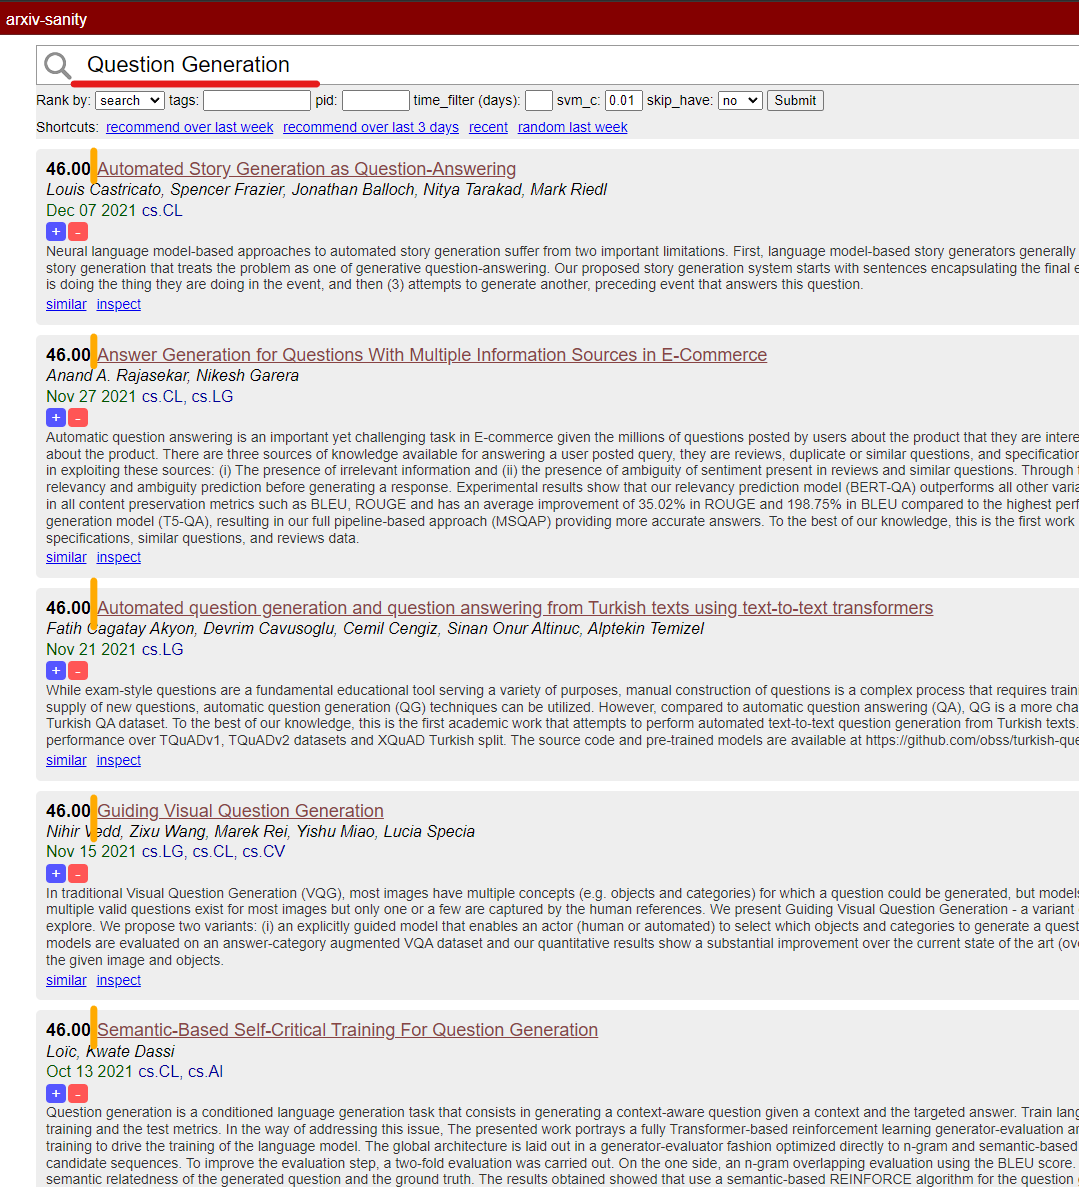 arxiv-sanity
Question Generation
Rank by: search tags: pid: time_filter (days): svm_c: 0.01 skip_have: no Submit
Shortcuts: recommend over last week recommend over last 3 days recent random last week
46.00 Automated Story Generation as Question-Answering
Louis Castricato, Spencer Frazier, Jonathan Balloch, Nitya Tarakad, Mark Riedl
Dec 07 2021 cs.CL
+ -
Neural language model-based approaches to automated story generation suffer from two important limitations. First, language model-based story generators generally
story generation that treats the problem as one of generative question-answering. Our proposed story generation system starts with sentences encapsulating the final e
is doing the thing they are doing in the event, and then (3) attempts to generate another, preceding event that answers this question.
similar inspect
46.00 Answer Generation for Questions With Multiple Information Sources in E-Commerce
Anand A. Rajasekar, Nikesh Garera
Nov 27 2021 cs.CL, cs.LG
+ -
Automatic question answering is an important yet challenging task in E-commerce given the millions of questions posted by users about the product that they are intere
about the product. There are three sources of knowledge available for answering a user posted query, they are reviews, duplicate or similar questions, and specification
in exploiting these sources: (i) The presence of irrelevant information and (ii) the presence of ambiguity of sentiment present in reviews and similar questions. Through
relevancy and ambiguity prediction before generating a response. Experimental results show that our relevancy prediction model (BERT-QA) outperforms all other varia
in all content preservation metrics such as BLEU, ROUGE and has an average improvement of 35.02% in ROUGE and 198.75% in BLEU compared to the highest perf
generation model (T5-QA), resulting in our full pipeline-based approach (MSQAP) providing more accurate answers. To the best of our knowledge, this is the first work
specifications, similar questions, and reviews data.
similar inspect
46.00 Automated question generation and question answering from Turkish texts using text-to-text transformers
Fatih Cagatay Akyon, Devrim Cavusoglu, Cemil Cengiz, Sinan Onur Altinuc, Alptekin Temizel
Nov 21 2021 cs.LG
+ -
While exam-style questions are a fundamental educational tool serving a variety of purposes, manual construction of questions is a complex process that requires traini
supply of new questions, automatic question generation (QG) techniques can be utilized. However, compared to automatic question answering (QA), QG is a more cha
Turkish QA dataset. To the best of our knowledge, this is the first academic work that attempts to perform automated text-to-text question generation from Turkish texts.
performance over TQuADv1, TQuADv2 datasets and XQuAD Turkish split. The source code and pre-trained models are available at https://github.com/obss/turkish-que
similar inspect
46.00 Guiding Visual Question Generation
Nihir Vedd, Zixu Wang, Marek Rei, Yishu Miao, Lucia Specia
Nov 15 2021 cs.LG, cs.CL, cs.CV
+ -
In traditional Visual Question Generation (VQG), most images have multiple concepts (e.g. objects and categories) for which a question could be generated, but models
multiple valid questions exist for most images but only one or a few are captured by the human references. We present Guiding Visual Question Generation - a variant
explore. We propose two variants: (i) an explicitly guided model that enables an actor (human or automated) to select which objects and categories to generate a quest
models are evaluated on an answer-category augmented VQA dataset and our quantitative results show a substantial improvement over the current state of the art (ov
the given image and objects.
similar inspect
46.00 Semantic-Based Self-Critical Training For Question Generation
Loïc, Kwate Dassi
Oct 13 2021 cs.CL, cs.AI
+ -
Question generation is a conditioned language generation task that consists in generating a context-aware question given a context and the targeted answer. Train lang
training and the test metrics. In the way of addressing this issue, The presented work portrays a fully Transformer-based reinforcement learning generator-evaluation ar
training to drive the training of the language model. The global architecture is laid out in a generator-evaluator fashion optimized directly to n-gram and semantic-based
candidate sequences. To improve the evaluation step, a two-fold evaluation was carried out. On the one side, an n-gram overlapping evaluation using the BLEU score.
semantic relatedness of the generated question and the ground truth. The results obtained showed that use a semantic-based REINFORCE algorithm for the question